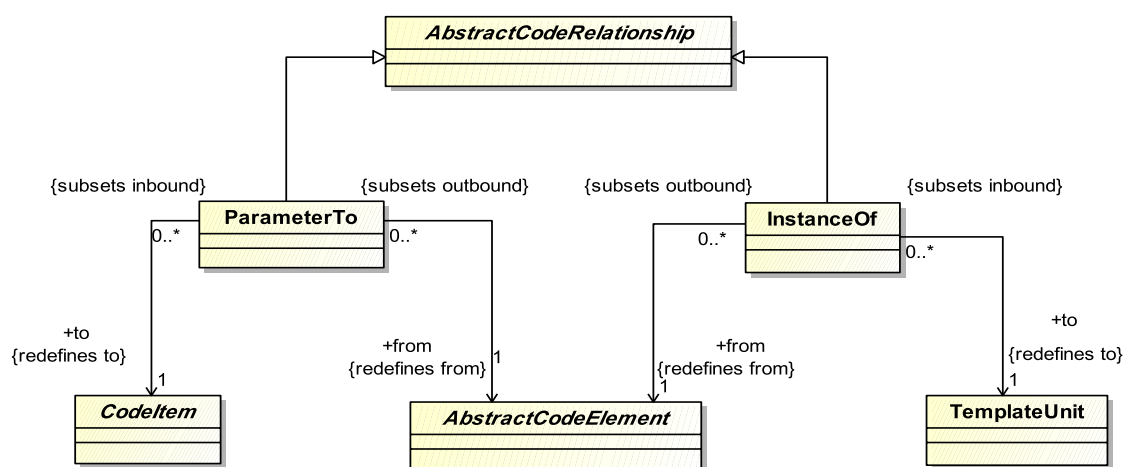 AbstractCodeRelationship
{subsets inbound}
{subsets outbound}
{subsets outbound}
{subsets inbound}
ParameterTo
InstanceOf
0..*
0..*
0..*
0..*
+to
{redefines to}
+from
{redefines from}
+from
{redefines from}
+to
{redefines to}
1
1
1
1
CodeItem
AbstractCodeElement
TemplateUnit